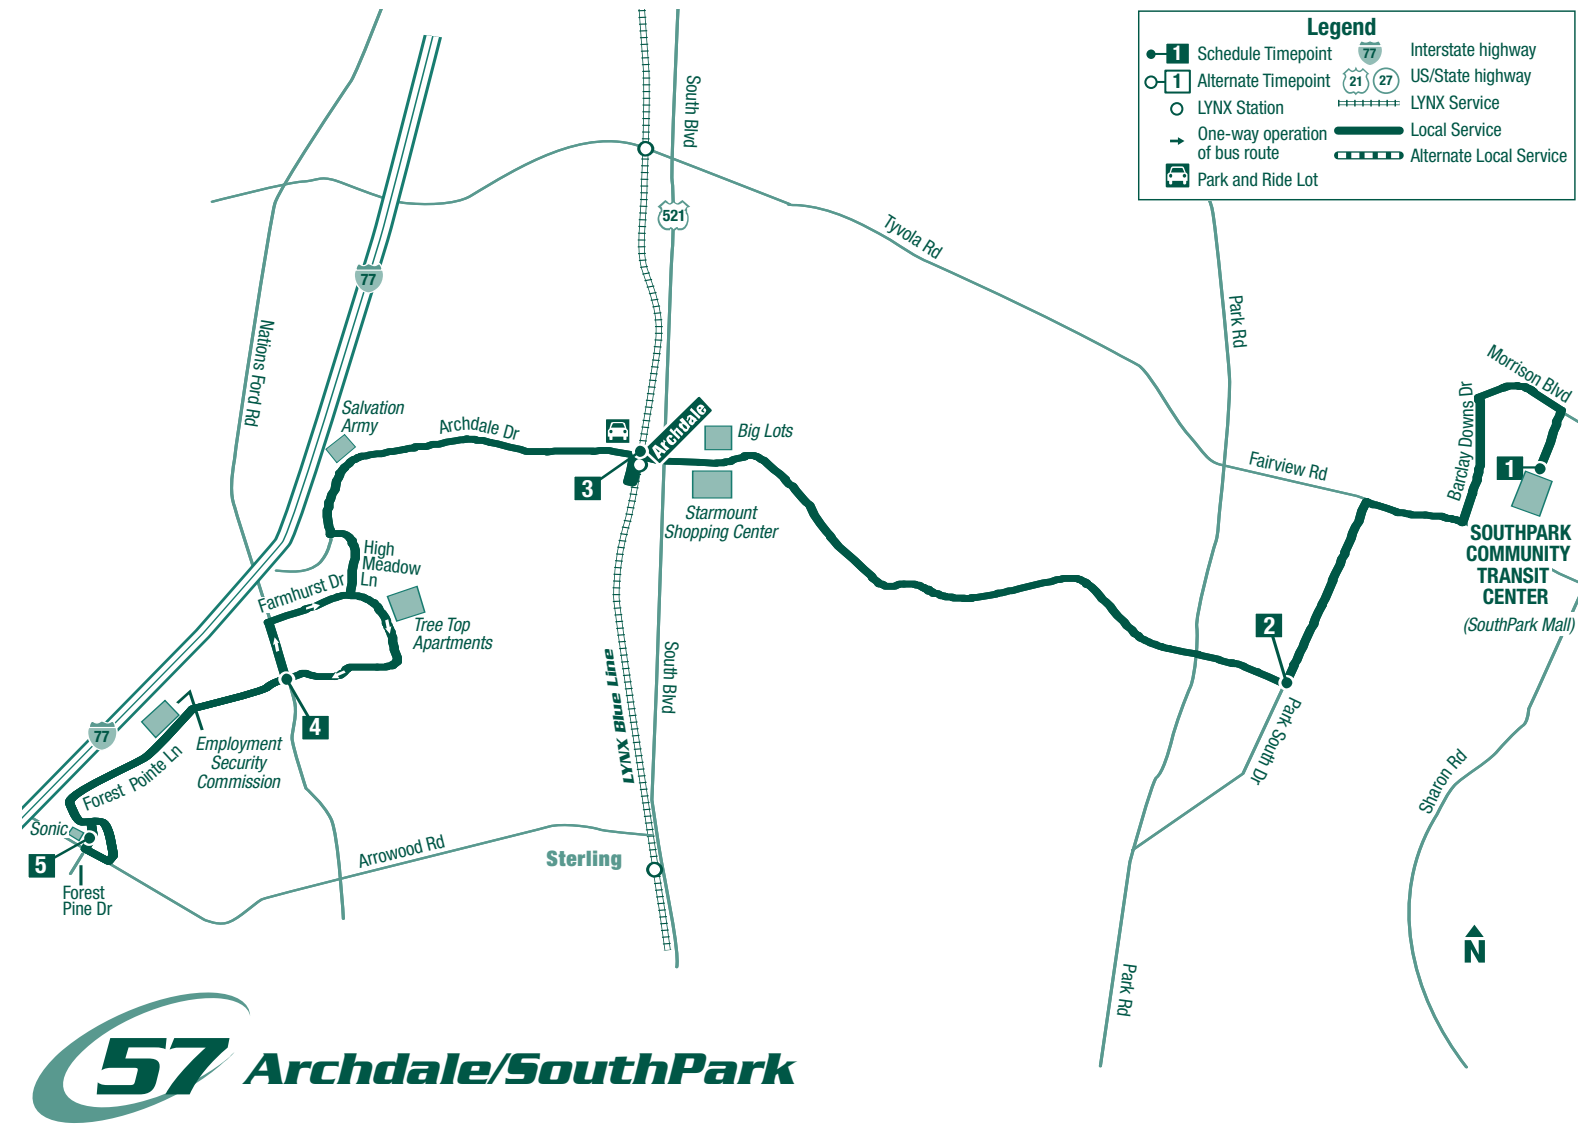 Legend
1 Schedule Timepoint
1 Alternate Timepoint
LYNX Station
One-way operation
of bus route
Park and Ride Lot
77 Interstate highway
21 27 US/State highway
LYNX Service
Local Service
Alternate Local Service
South Blvd
521
Tyvola Rd
77
Nations Ford Rd
Park Rd
Morrison Blvd
Barclay Downs Dr
Salvation
Army
Archdale Dr
Archdale
Big Lots
Fairview Rd
1
3
Starmount
Shopping Center
SOUTHPARK
COMMUNITY
TRANSIT
CENTER
(SouthPark Mall)
High
Meadow
Ln
Farmhurst Dr
Tree Top
Apartments
2
South Blvd
LYNX Blue Line
4
77
Employment
Security
Commission
Park South Dr
Forest Pointe Ln
Sharon Rd
Sonic
5
Arrowood Rd
Sterling
Forest
Pine Dr
Park Rd
N
57 Archdale/SouthPark